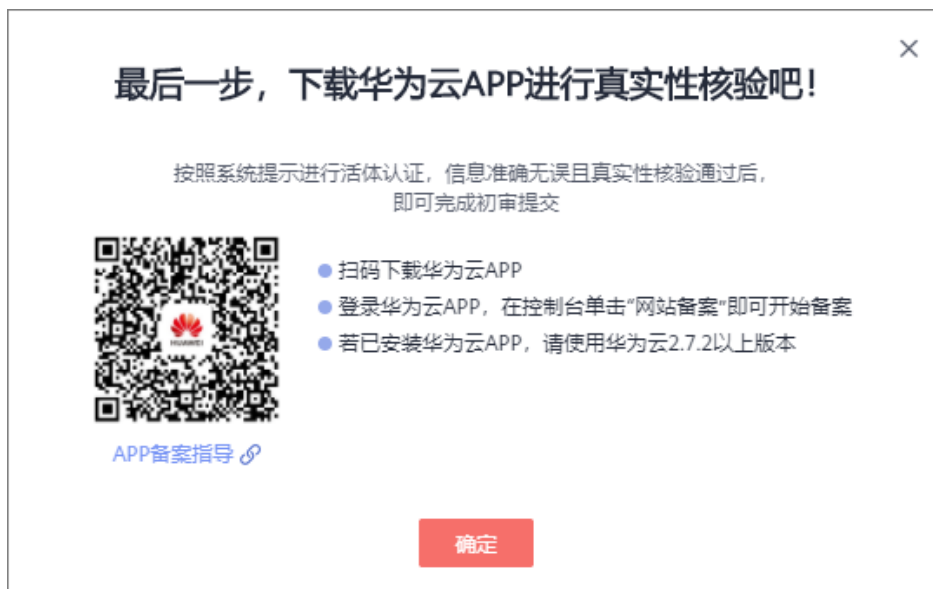 最后一步，下载华为云APP进行真实性核验吧！
按照系统提示进行活体认证，信息准确无误且真实性核验通过后，
即可完成初审提交
扫码下载华为云APP
登录华为云APP，在控制台单击“网站备案”即可开始备案
若已安装华为云APP，请使用华为云2.7.2以上版本
HUAWEI
APP备案指导
确定